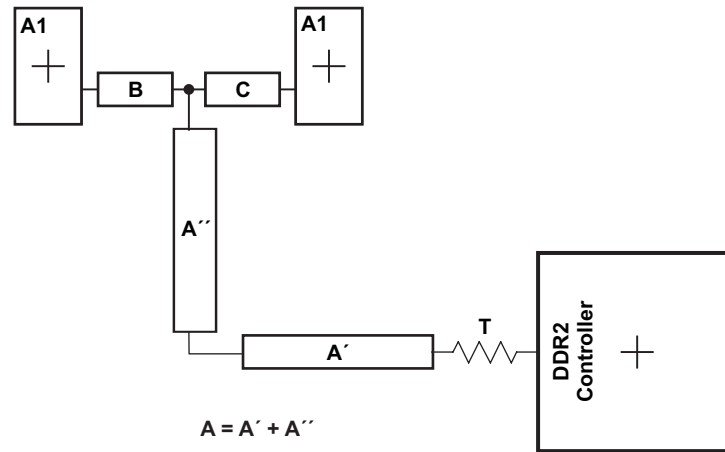 A1
A1
B
C
A´´
T
A´
DDR2
Controller
A = A´ + A´´